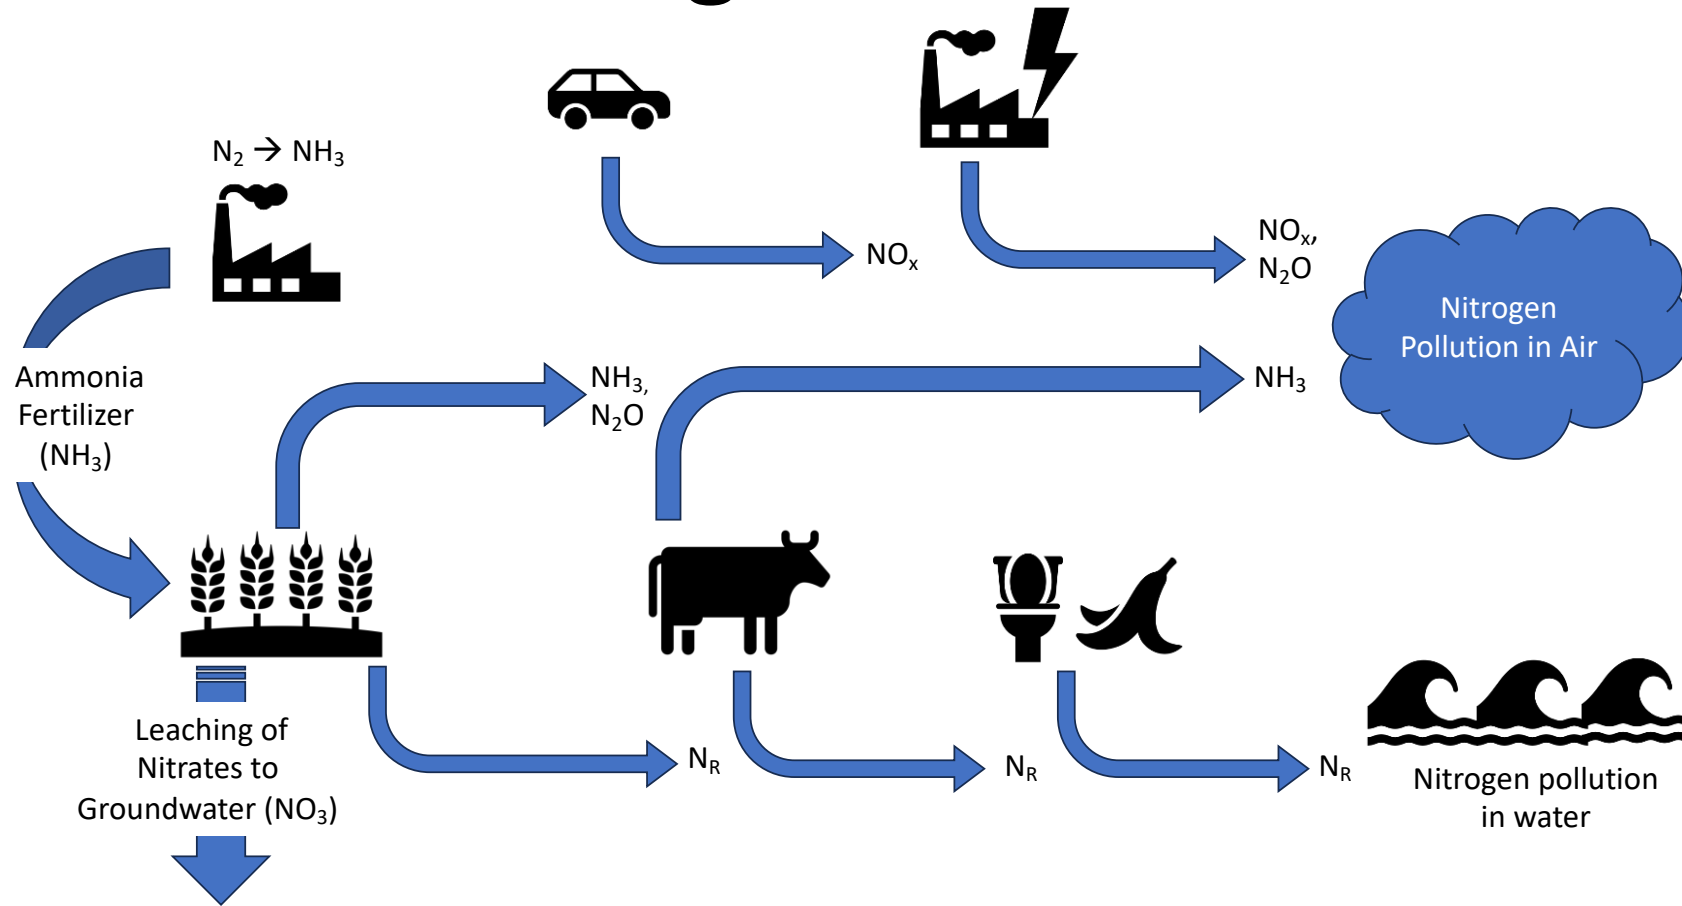 N₂ → NH₃
NOₓ
NOₓ,
N₂O
Nitrogen
Pollution in Air
Ammonia
Fertilizer
(NH₃)
NH₃,
N₂O
NH₃
Leaching of
Nitrates to
Groundwater (NO₃)
N_R
N_R
N_R
Nitrogen pollution
in water